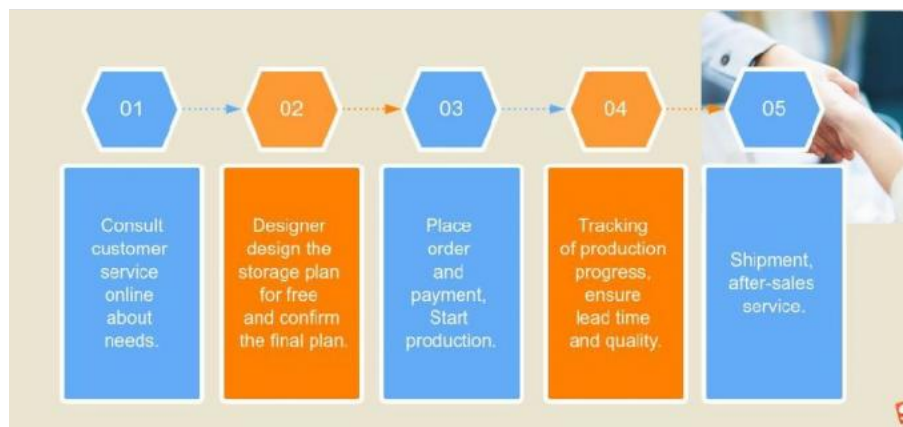 01
02
03
04
05
Consult
customer
service
online
about
needs.
Designer
design the
storage plan
for free
and confirm
the final plan.
Place
order
and
payment,
Start
production.
Tracking
of production
progress,
ensure
lead time
and quality.
Shipment,
after-sales
service.